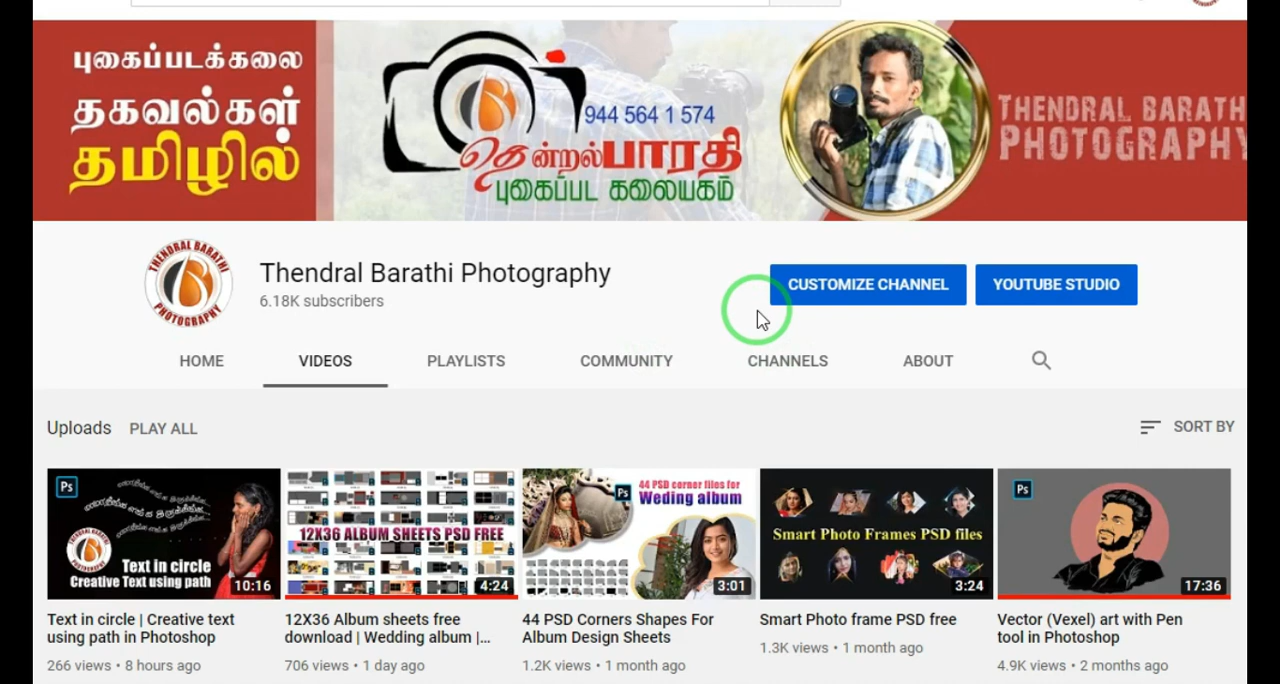 புகைப்படக்கலை
தகவல்கள்
தமிழில்
944 564 1 574
தென்றல்பாரதி
புகைப்பட கலையகம்
THENDRAL BARATH
PHOTOGRAPHY
THENDRAL BARATHI
PHOTOGRAPHY
Thendral Barathi Photography
6.18K subscribers
CUSTOMIZE CHANNEL
YOUTUBE STUDIO
HOME
VIDEOS
PLAYLISTS
COMMUNITY
CHANNELS
ABOUT
Uploads
PLAY ALL
SORT BY
Ps
Text in circle
Creative Text using path
10:16
12X36 ALBUM SHEETS PSD FREE
4:24
Ps
44 PSD corner files for
Weding album
3:01
Smart Photo Frames PSD files
3:24
Ps
17:36
Text in circle | Creative text
using path in Photoshop
266 views • 8 hours ago
12X36 Album sheets free
download | Wedding album |...
706 views • 1 day ago
44 PSD Corners Shapes For
Album Design Sheets
1.2K views • 1 month ago
Smart Photo frame PSD free
1.3K views • 1 month ago
Vector (Vexel) art with Pen
tool in Photoshop
4.9K views • 2 months ago